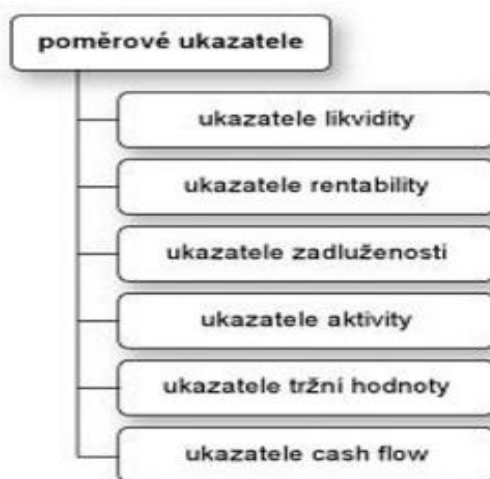 poměrové ukazatele
ukazatele likvidity
ukazatele rentability
ukazatele zadluženosti
ukazatele aktivity
ukazatele tržní hodnoty
ukazatele cash flow